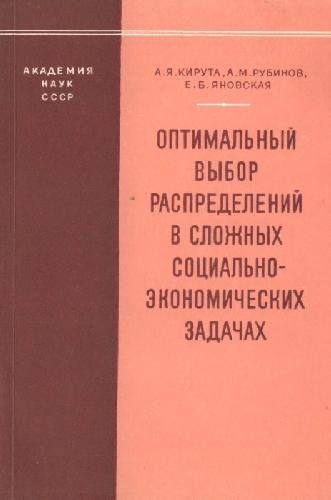 АКАДЕМИЯ
НАУК
СССР
А.Я.КИРУТА, А.М.РУБИНОВ,
Е.Б.ЯНОВСКАЯ
ОПТИМАЛЬНЫЙ
ВЫБОР
РАСПРЕДЕЛЕНИЙ
В СЛОЖНЫХ
СОЦИАЛЬНО-
ЭКОНОМИЧЕСКИХ
ЗАДАЧАХ